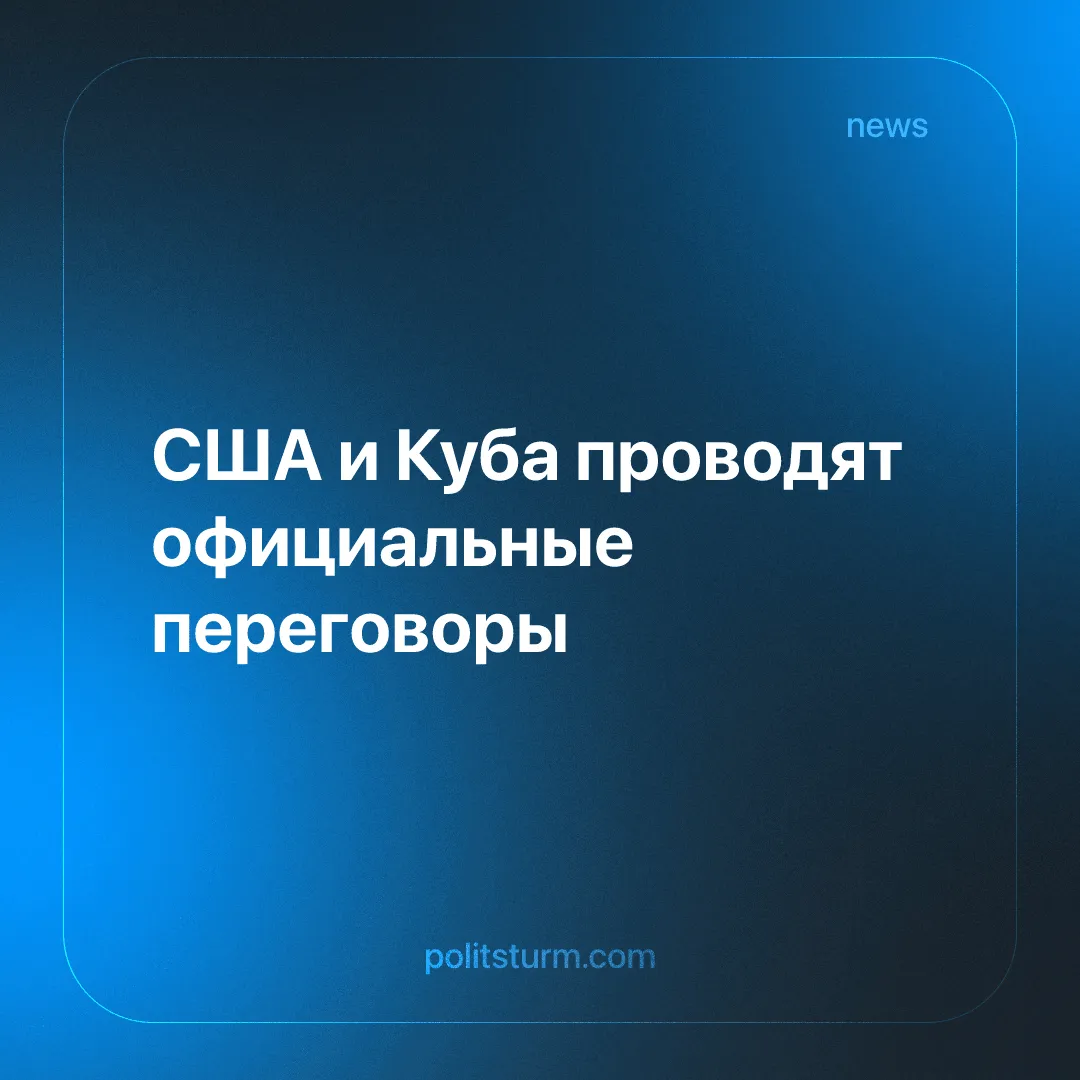 news
США и Куба проводят
официальные
переговоры
politsturm.com